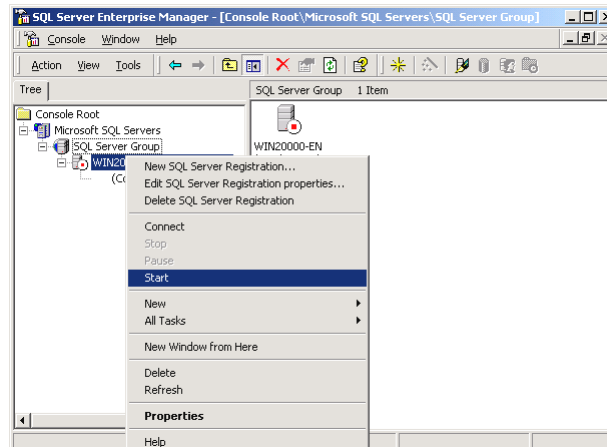 SQL Server Enterprise Manager - [Console Root\Microsoft SQL Servers\SQL Server Group]
Console Window Help
Action View Tools
Tree
SQL Server Group 1 Item
Console Root
Microsoft SQL Servers
SQL Server Group
WIN20
(Co
WIN20000-EN
New SQL Server Registration...
Edit SQL Server Registration properties...
Delete SQL Server Registration
Connect
Stop
Pause
Start
New
All Tasks
New Window from Here
Delete
Refresh
Properties
Help